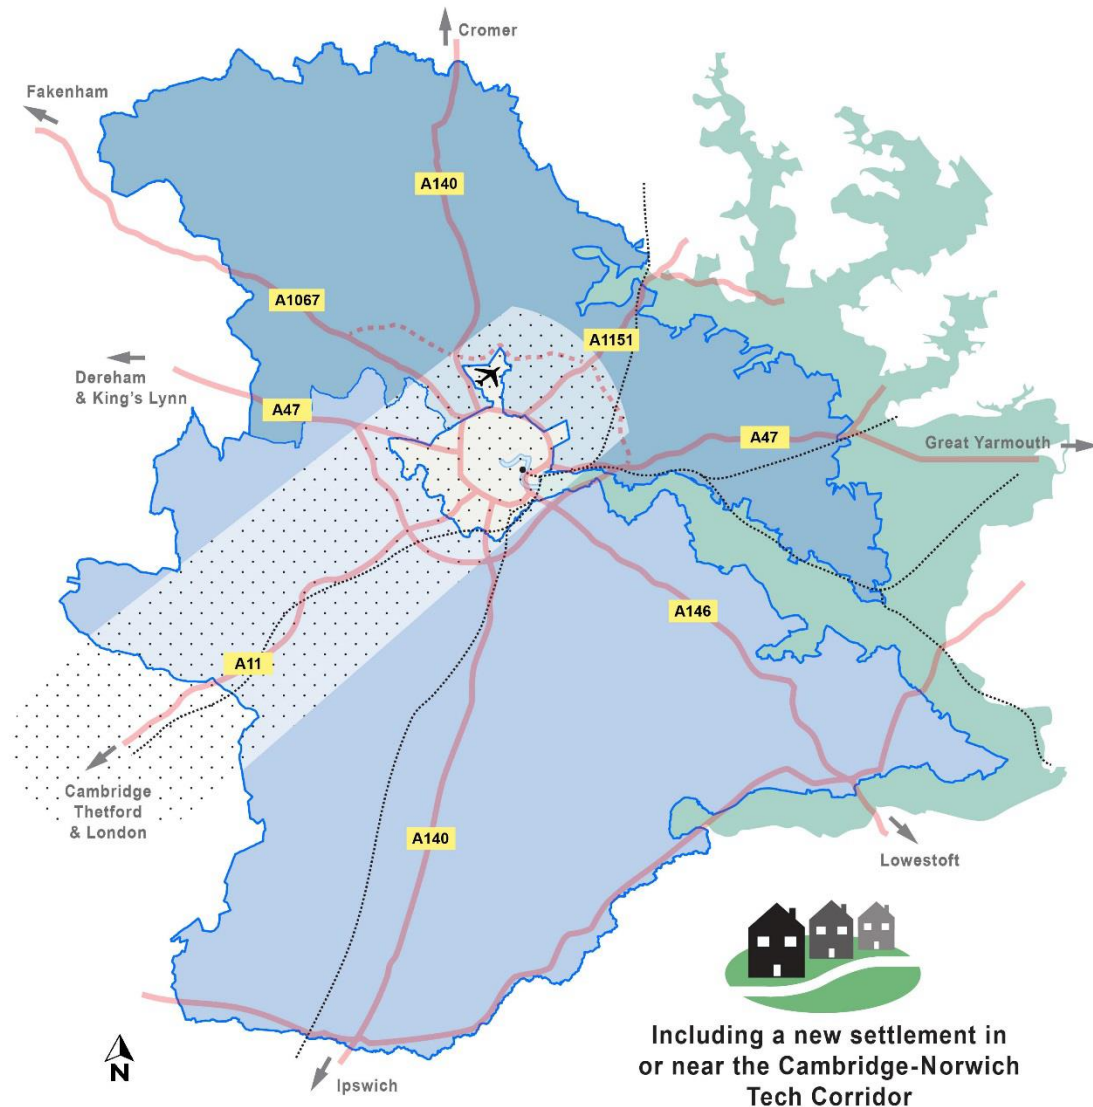 Cromer
Fakenham
A140
A1067
A1151
Dereham
& King's Lynn
A47
A47
Great Yarmouth
A146
A11
Cambridge
Thetford
& London
A140
Lowestoft
Including a new settlement in
or near the Cambridge-Norwich
Tech Corridor
N
Ipswich